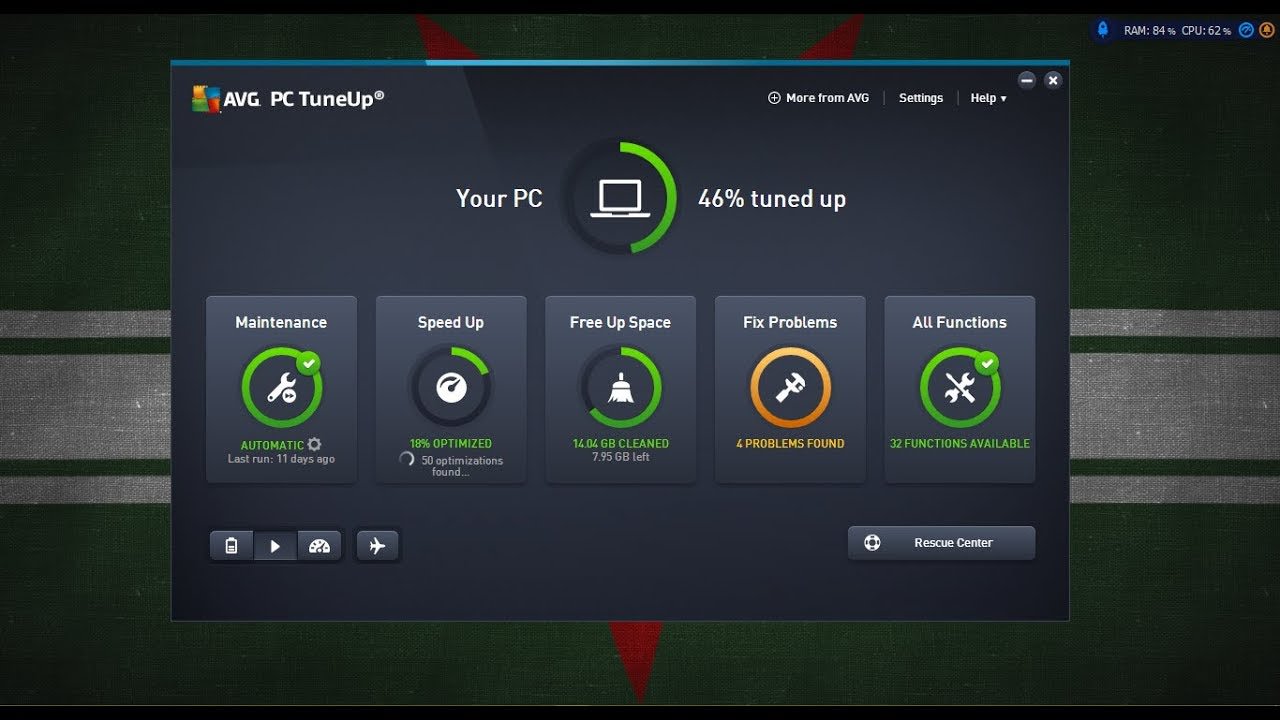 RAM: 84 % CPU: 62 %
AVG PC TuneUp®
More from AVG
Settings
Help
Your PC
46% tuned up
Maintenance
AUTOMATIC
Last run: 11 days ago
Speed Up
18% OPTIMIZED
50 optimizations
found...
Free Up Space
14.04 GB CLEANED
7.95 GB left
Fix Problems
4 PROBLEMS FOUND
All Functions
32 FUNCTIONS AVAILABLE
Rescue Center